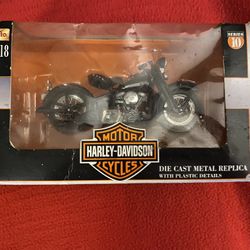 SERIES
10
18
MOTOR
HARLEY-DAVIDSON
CYCLES
DIE CAST METAL REPLICA
WITH PLASTIC DETAILS